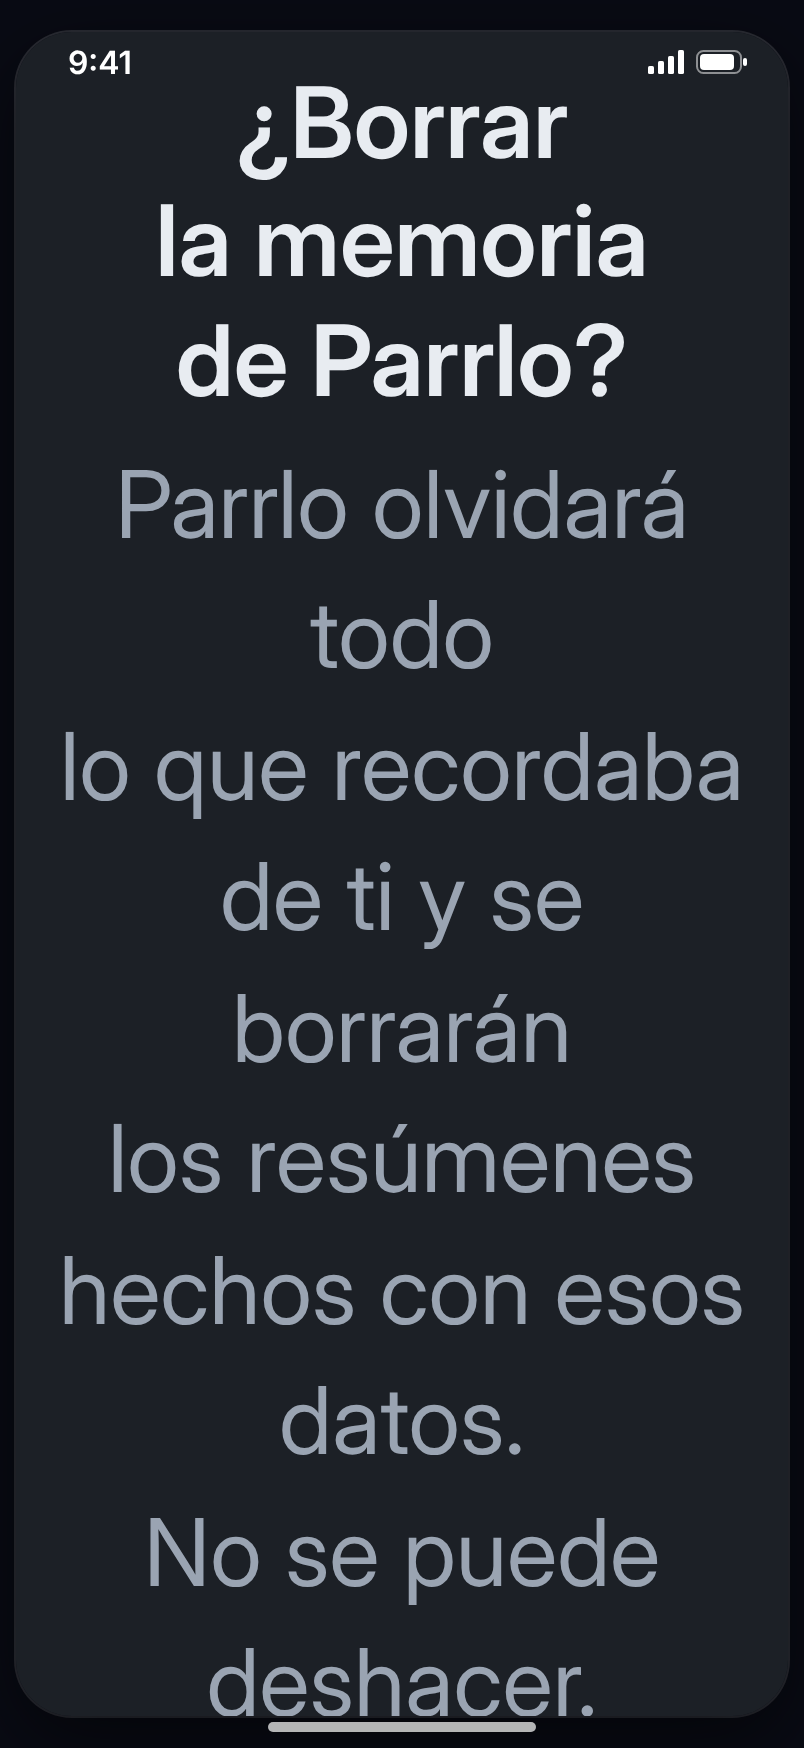 9:41
¿Borrar
la memoria
de Parrlo?
Parrlo olvidará
todo
lo que recordaba
de ti y se
borrarán
los resúmenes
hechos con esos
datos.
No se puede
deshacer.